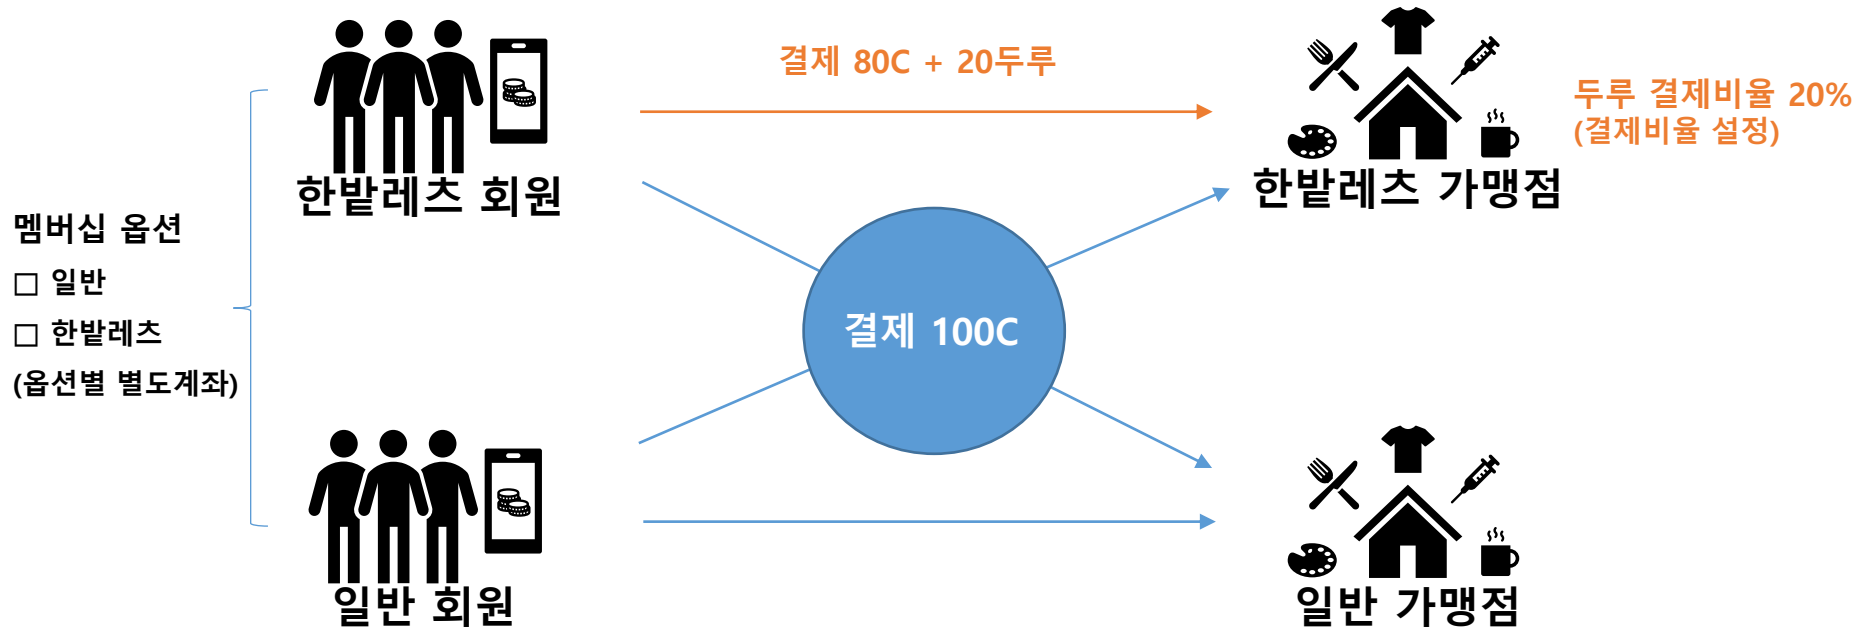 결제 80C + 20두루
두루 결제비율 20%
(결제비율 설정)
한밭레츠 회원
한밭레츠 가맹점
멤버십 옵션
□ 일반
□ 한밭레츠
(옵션별 별도계좌)
결제 100C
일반 회원
일반 가맹점